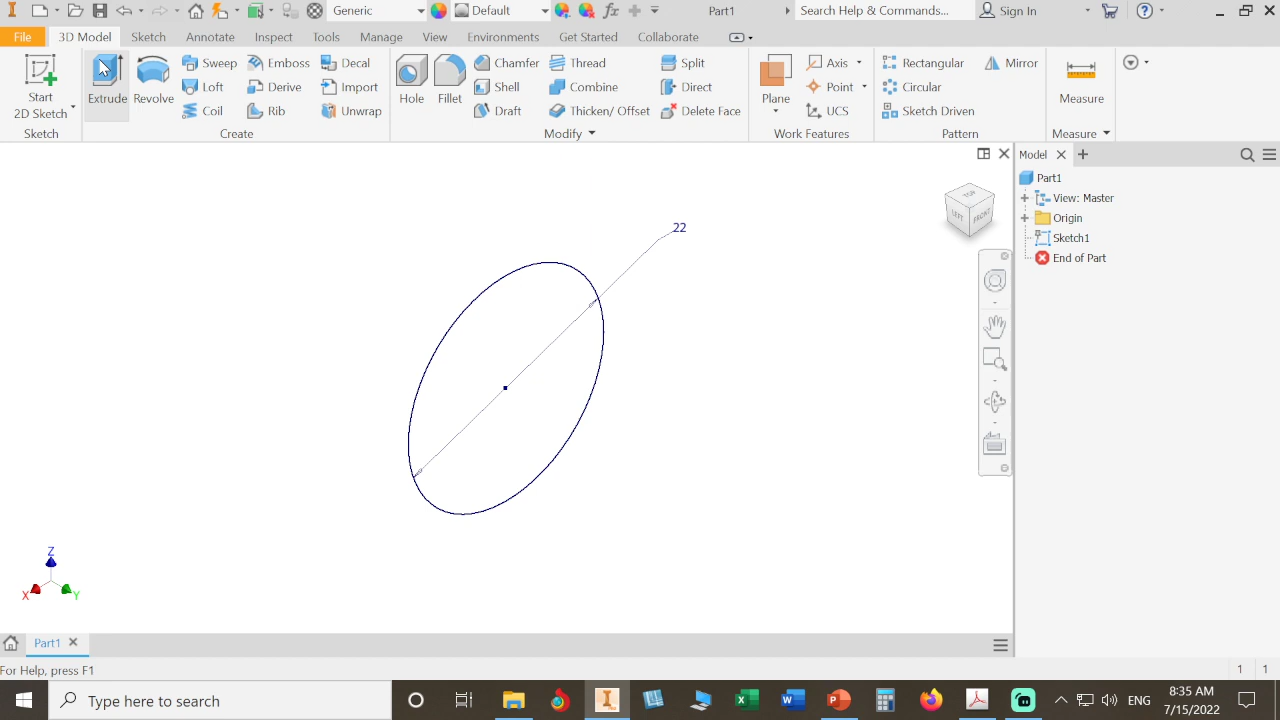 Generic
Default
Part1
Search Help & Commands...
Sign In
File
3D Model
Sketch
Annotate
Inspect
Tools
Manage
View
Environments
Get Started
Collaborate
Start
2D Sketch
Extrude
Revolve
Sweep
Loft
Coil
Emboss
Derive
Rib
Decal
Import
Unwrap
Hole
Fillet
Chamfer
Shell
Draft
Thread
Combine
Thicken/ Offset
Split
Direct
Delete Face
Plane
Axis
Point
UCS
Rectangular
Circular
Sketch Driven
Mirror
Measure
Sketch
Create
Modify
Work Features
Pattern
Measure
Model
Part1
View: Master
Origin
Sketch1
End of Part
TOP
LEFT
FRONT
22
Z
X
Y
Part1
For Help, press F1
1
1
Type here to search
ENG
8:35 AM
7/15/2022